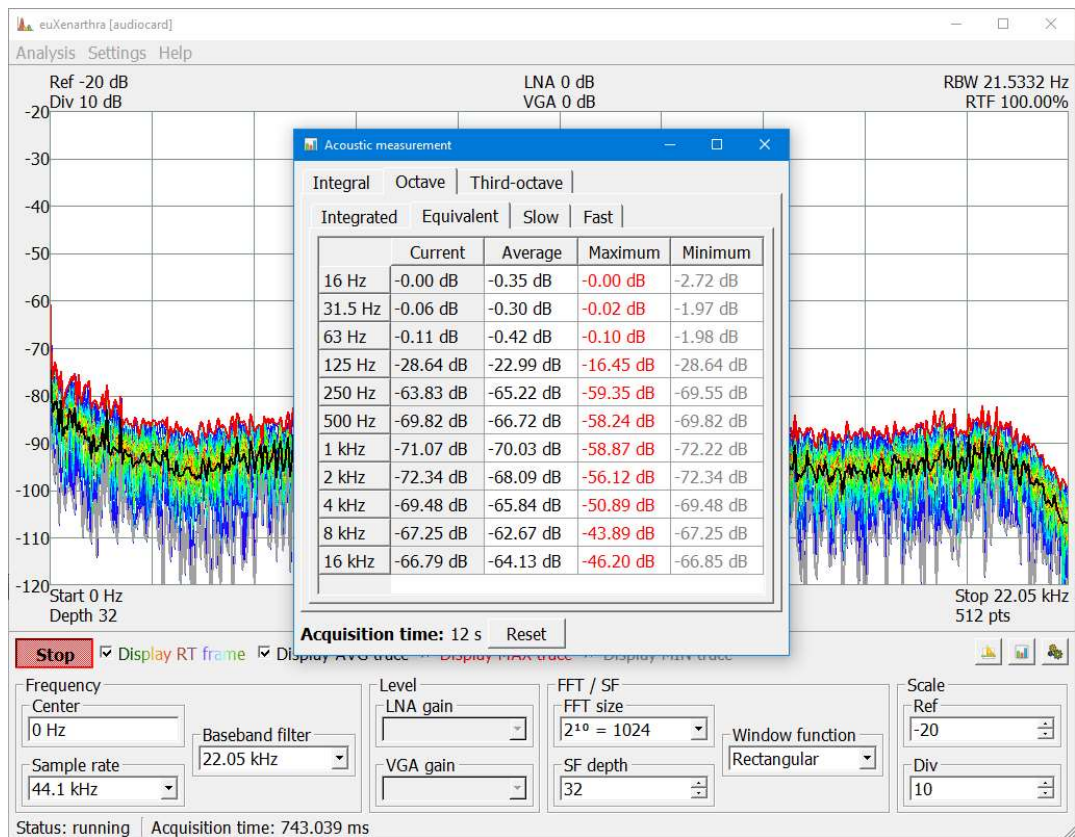 euXenarthra [audiocard]
Analysis Settings Help
Ref -20 dB LNA 0 dB RBW 21.5332 Hz
Div 10 dB VGA 0 dB RTF 100.00%
-20
-30
-40
-50
-60
-70
-80
-90
-100
-110
-120
Acoustic measurement
Integral Octave Third-octave
Integrated Equivalent Slow Fast
Current Average Maximum Minimum
16 Hz -0.00 dB -0.35 dB -0.00 dB -2.72 dB
31.5 Hz -0.06 dB -0.30 dB -0.02 dB -1.97 dB
63 Hz -0.11 dB -0.42 dB -0.10 dB -1.98 dB
125 Hz -28.64 dB -22.99 dB -16.45 dB -28.64 dB
250 Hz -63.83 dB -65.22 dB -59.35 dB -69.55 dB
500 Hz -69.82 dB -66.72 dB -58.24 dB -69.82 dB
1 kHz -71.07 dB -70.03 dB -58.87 dB -72.22 dB
2 kHz -72.34 dB -68.09 dB -56.12 dB -72.34 dB
4 kHz -69.48 dB -65.84 dB -50.89 dB -69.48 dB
8 kHz -67.25 dB -62.67 dB -43.89 dB -67.25 dB
16 kHz -66.79 dB -64.13 dB -46.20 dB -66.85 dB
Acquisition time: 12 s Reset
Start 0 Hz Stop 22.05 kHz
Depth 32 512 pts
Stop Display RT frame Display AVG trace Display MAX trace Display MIN trace
Frequency Level FFT / SF Scale
Center LNA gain FFT size Ref
0 Hz 2¹⁰ = 1024 -20
Baseband filter Window function
22.05 kHz Rectangular
Sample rate VGA gain SF depth Div
44.1 kHz 32 10
Status: running Acquisition time: 743.039 ms